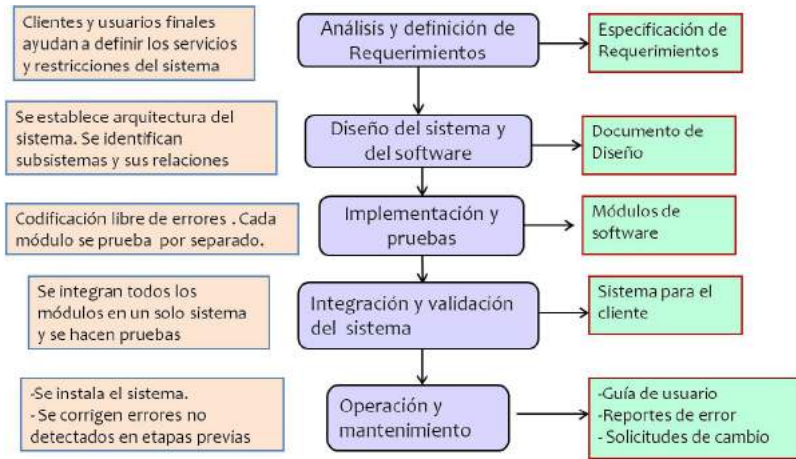 Clientes y usuarios finales
ayudan a definir los servicios
y restricciones del sistema
Análisis y definición de
Requerimientos
Especificación de
Requerimientos
Se establece arquitectura del
sistema. Se identifican
subsistemas y sus relaciones
Diseño del sistema y
del software
Documento de
Diseño
Codificación libre de errores . Cada
módulo se prueba por separado.
Implementación y
pruebas
Módulos de
software
Se integran todos los
módulos en un solo sistema
y se hacen pruebas
Integración y validación
del sistema
Sistema para el
cliente
-Se instala el sistema.
- Se corrigen errores no
detectados en etapas previas
Operación y
mantenimiento
-Guía de usuario
-Reportes de error
- Solicitudes de cambio